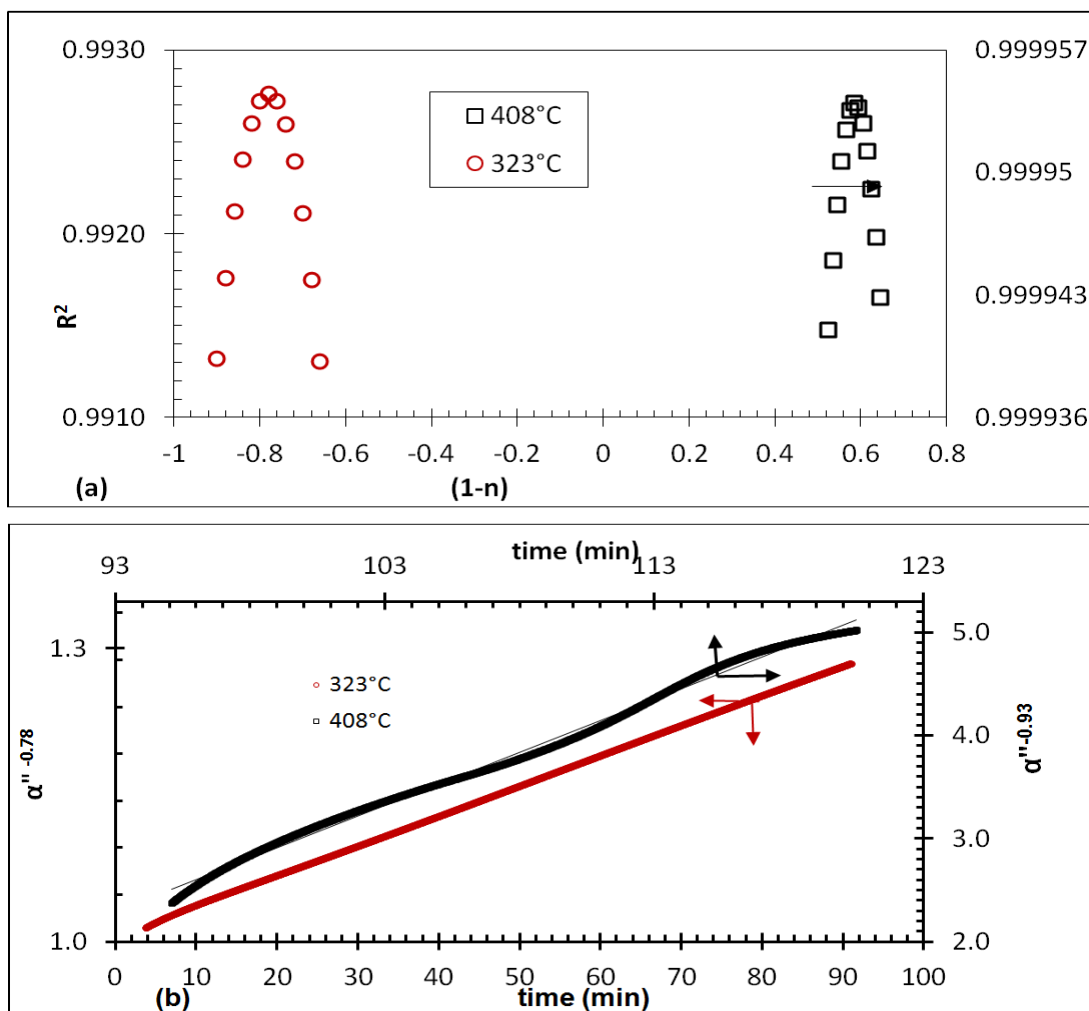 0.9930
0.9920
0.9910
R²
0.999957
0.99995
0.999943
0.999936
408°C
323°C
-1 -0.8 -0.6 -0.4 -0.2 0 0.2 0.4 0.6 0.8
(a) (1-n)
time (min)
93 103 113 123
1.3
1.0
α'' -0.78
323°C
408°C
5.0
4.0
3.0
2.0
α''-0.93
0 10 20 30 40 50 60 70 80 90 100
(b) time (min)